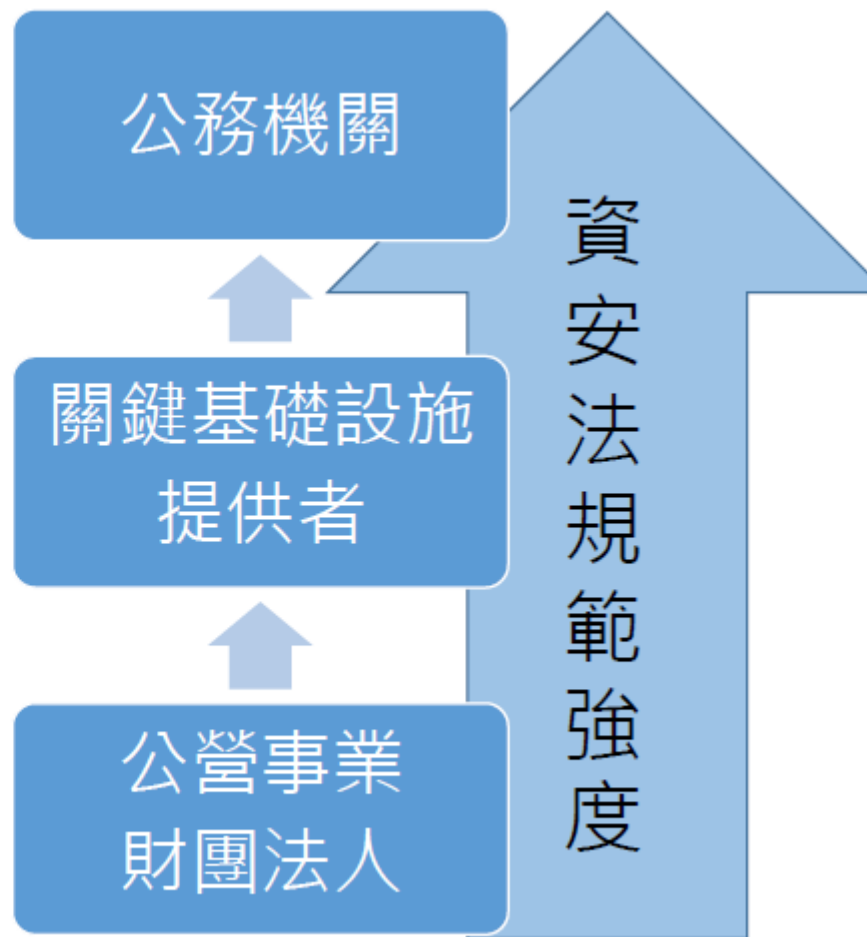 公務機關
關鍵基礎設施
提供者
公營事業
財團法人
資安法規範強度